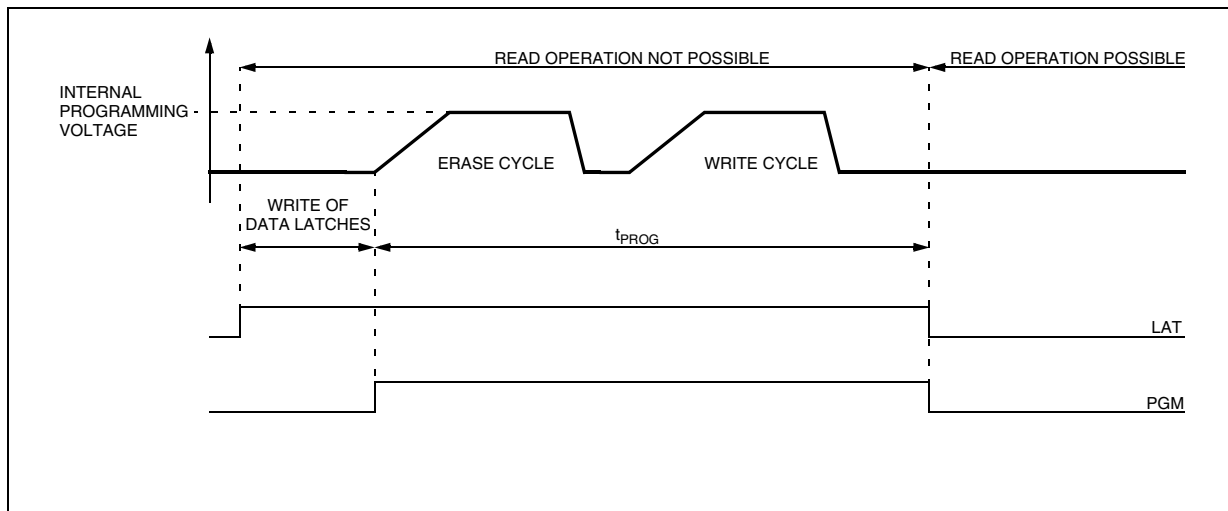 READ OPERATION NOT POSSIBLE
READ OPERATION POSSIBLE
INTERNAL
PROGRAMMING
VOLTAGE
ERASE CYCLE
WRITE CYCLE
WRITE OF
DATA LATCHES
tPROG
LAT
PGM